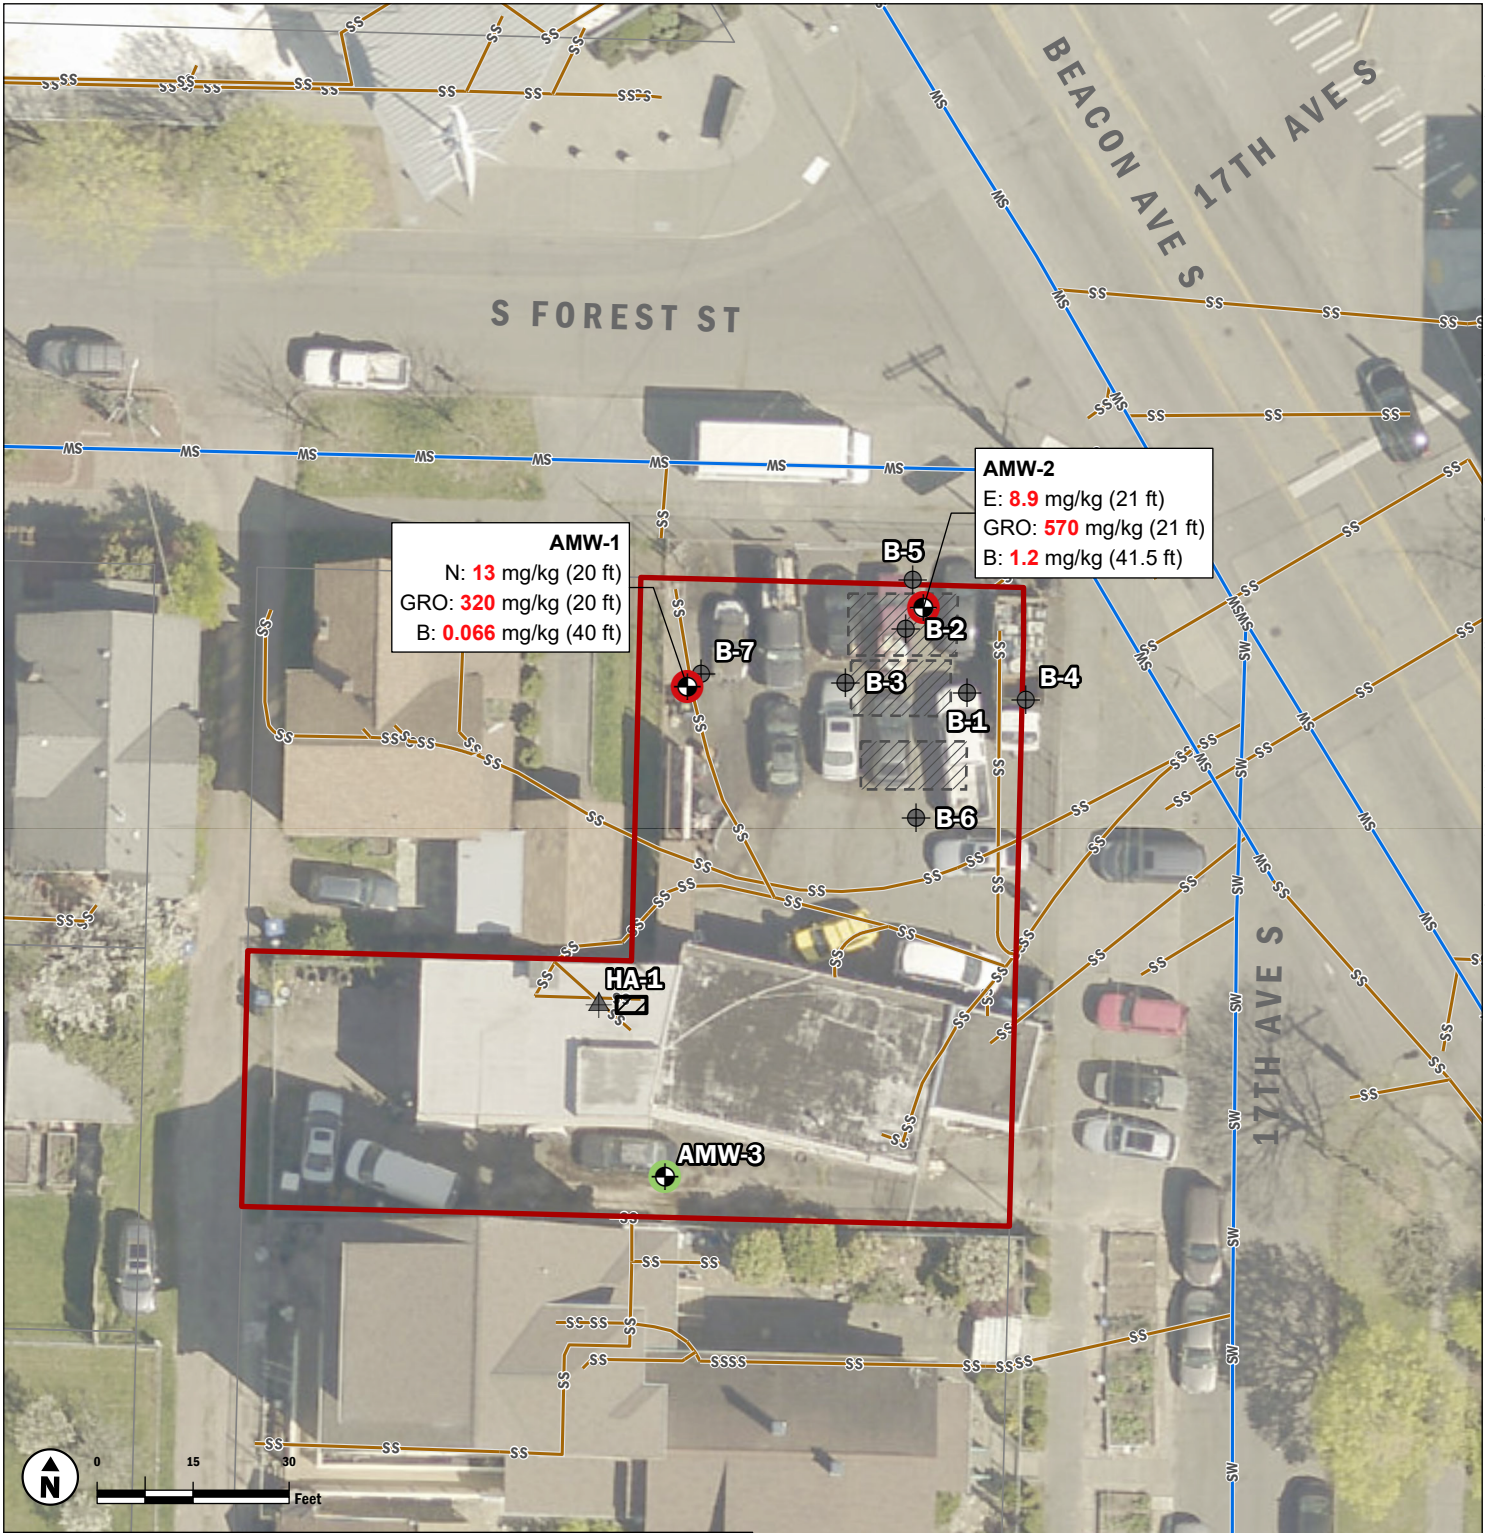 BEACON AVE S
17TH AVE S
S FOREST ST
AMW-2
E: 8.9 mg/kg (21 ft)
GRO: 570 mg/kg (21 ft)
B: 1.2 mg/kg (41.5 ft)
AMW-1
N: 13 mg/kg (20 ft)
GRO: 320 mg/kg (20 ft)
B: 0.066 mg/kg (40 ft)
B-5
B-2
B-7
B-3
B-4
B-1
B-6
HA-1
17TH AVE S
AMW-3
SS
SW
N
0 15 30
Feet